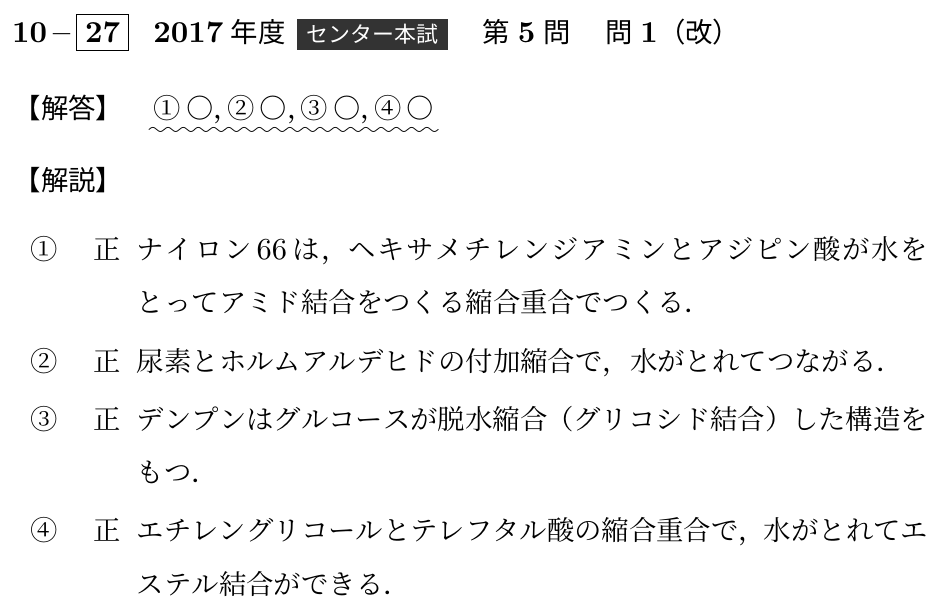 10－27 2017年度 センター本試 第5問 問1（改）
【解答】 ①○，②○，③○，④○
【解説】
① 正 ナイロン66は，ヘキサメチレンジアミンとアジピン酸が水を
とってアミド結合をつくる縮合重合でつくる．
② 正 尿素とホルムアルデヒドの付加縮合で，水がとれてつながる．
③ 正 デンプンはグルコースが脱水縮合（グリコシド結合）した構造を
もつ．
④ 正 エチレングリコールとテレフタル酸の縮合重合で，水がとれてエ
ステル結合ができる．